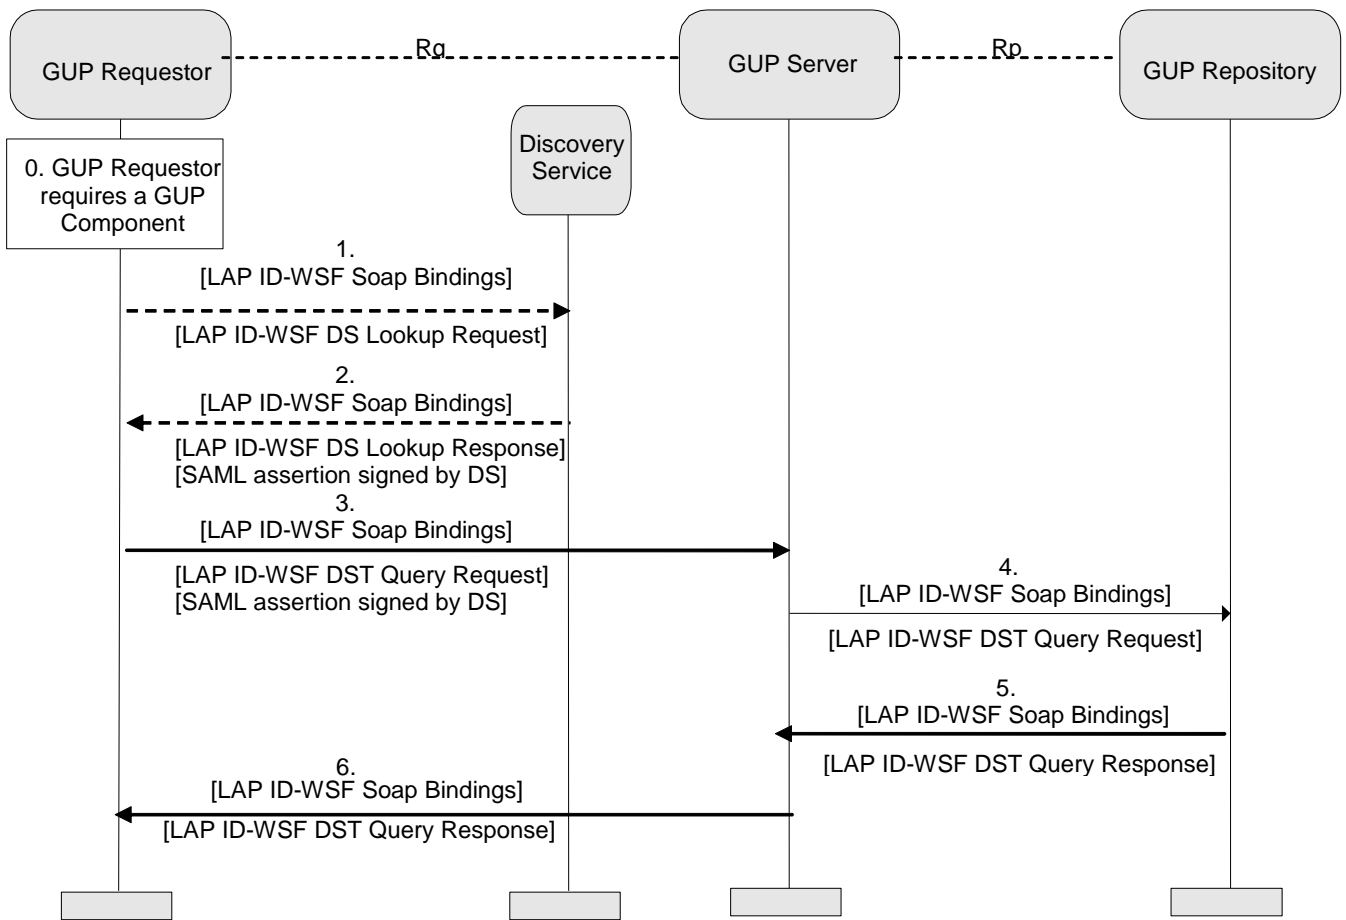 GUP Requestor
Rg
GUP Server
Rp
GUP Repository
Discovery
Service
0. GUP Requestor
requires a GUP
Component
1.
[LAP ID-WSF Soap Bindings]
[LAP ID-WSF DS Lookup Request]
2.
[LAP ID-WSF Soap Bindings]
[LAP ID-WSF DS Lookup Response]
[SAML assertion signed by DS]
3.
[LAP ID-WSF Soap Bindings]
[LAP ID-WSF DST Query Request]
[SAML assertion signed by DS]
4.
[LAP ID-WSF Soap Bindings]
[LAP ID-WSF DST Query Request]
5.
[LAP ID-WSF Soap Bindings]
[LAP ID-WSF DST Query Response]
6.
[LAP ID-WSF Soap Bindings]
[LAP ID-WSF DST Query Response]